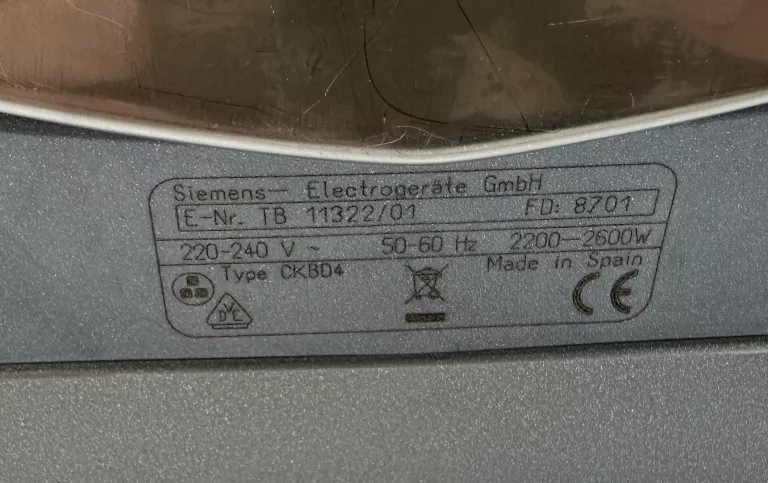 Siemens- Electrogeräte GmbH
E-Nr. TB 11322/01 FD: 8701
220-240 V ~ 50-60 Hz 2200-2600W
Type CKBD4 Made in Spain
VDE CE